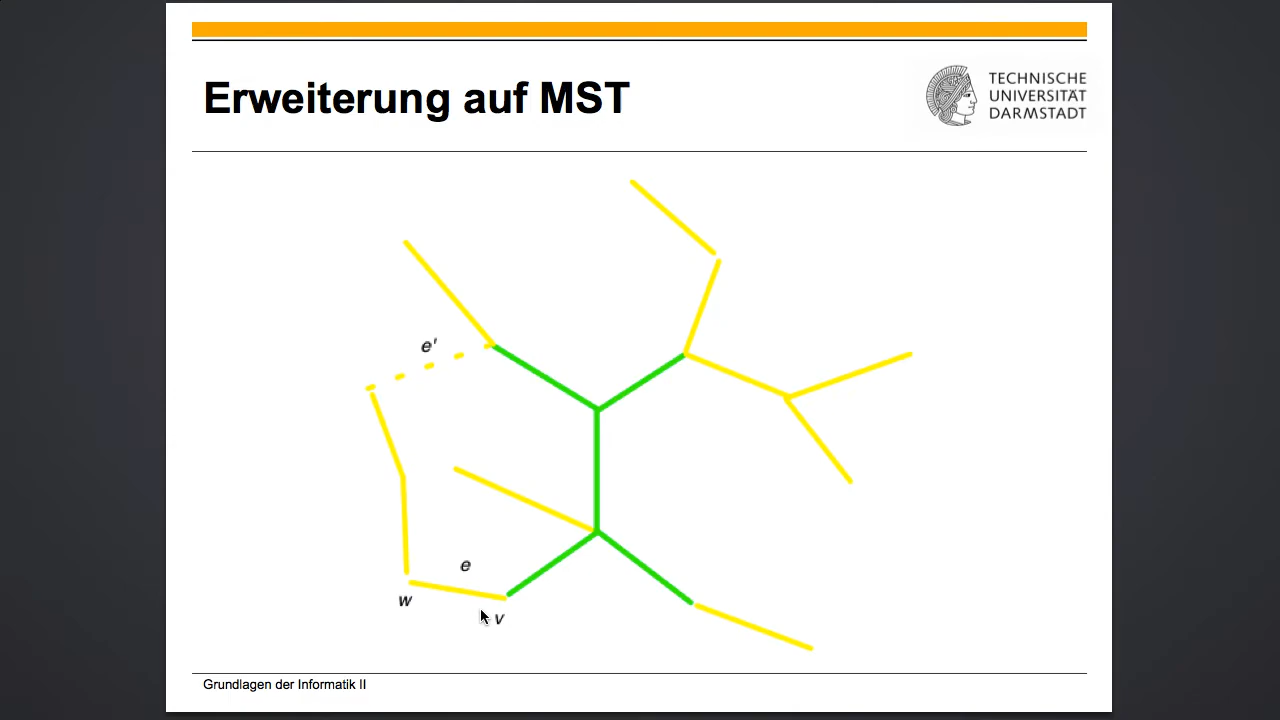 Erweiterung auf MST
TECHNISCHE
UNIVERSITÄT
DARMSTADT
e'
e
w
v
Grundlagen der Informatik II